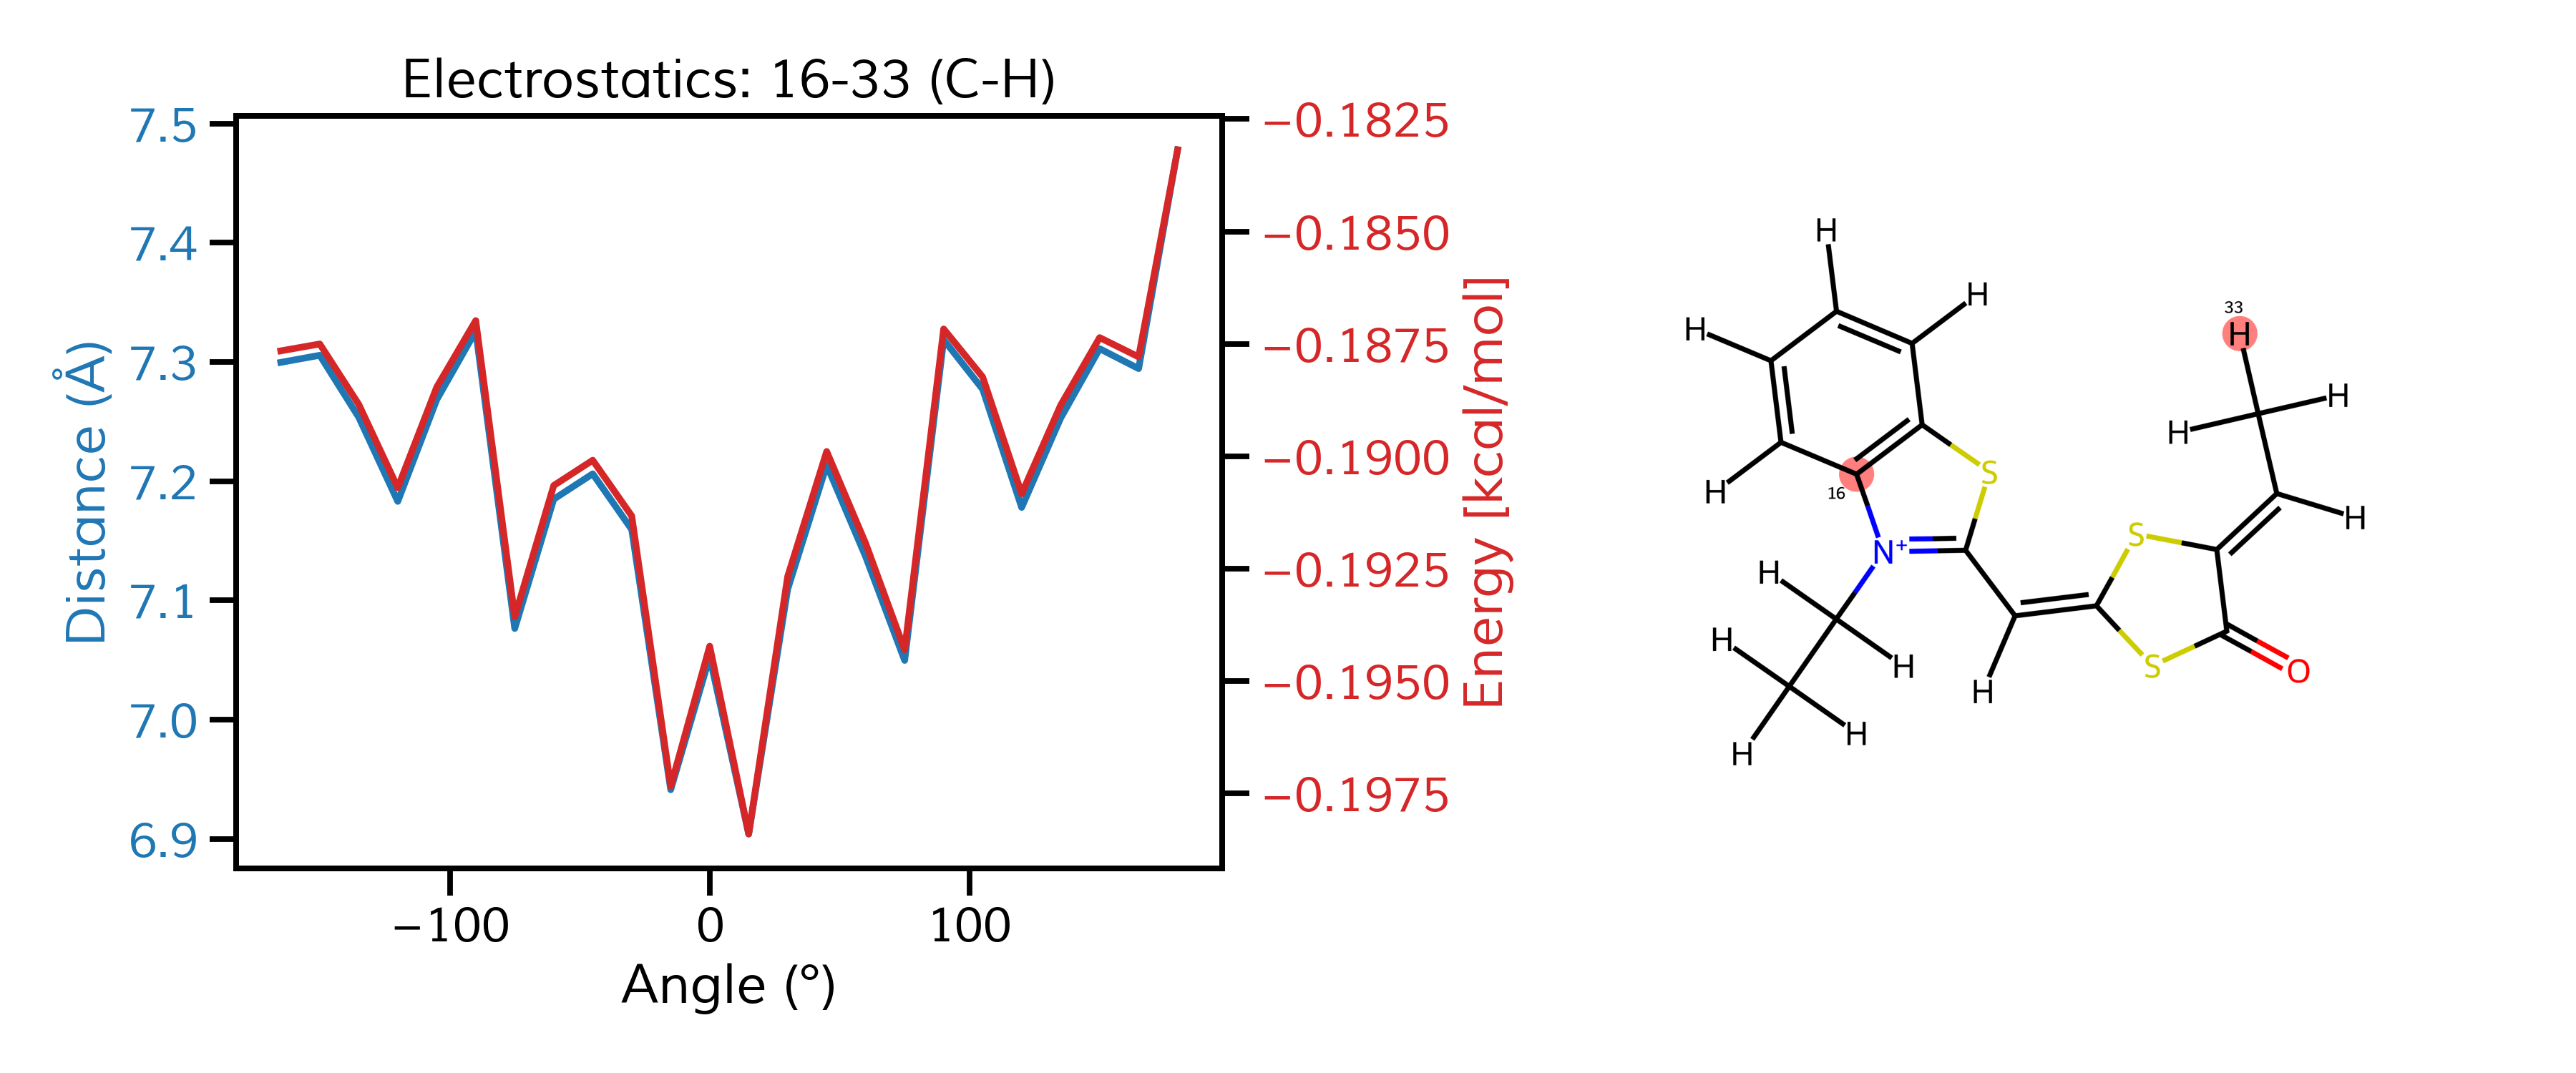 Electrostatics: 16-33 (C-H)
7.5
7.4
7.3
7.2
7.1
7.0
6.9
Distance (Å)
−100
0
100
Angle (°)
−0.1825
−0.1850
−0.1875
−0.1900
−0.1925
−0.1950
−0.1975
Energy [kcal/mol]
H
H
33
H
H
H
H
H
S
H
16
H
S
N+
H
H
H
S
O
H
H
H